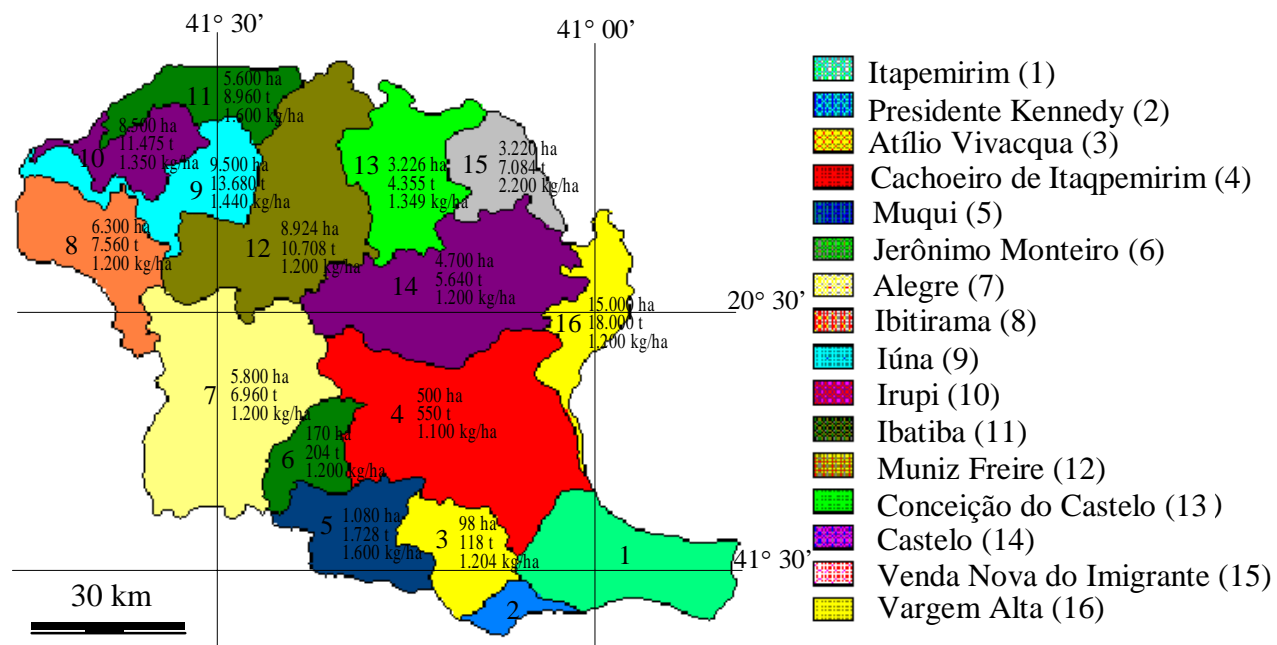 41° 30’
41° 00’
11
5.600 ha
8.960 t
1.600 kg/ha
10
8.500 ha
11.475 t
1.350 kg/ha
9
9.500 ha
13.680 t
1.440 kg/ha
13
3.226 ha
4.355 t
1.349 kg/ha
15
3.220 ha
7.084 t
2.200 kg/ha
8
6.300 ha
7.560 t
1.200 kg/ha
12
8.924 ha
10.708 t
1.200 kg/ha
14
4.700 ha
5.640 t
1.200 kg/ha
16
15.000 ha
18.000 t
1.200 kg/ha
20° 30’
7
5.800 ha
6.960 t
1.200 kg/ha
4
500 ha
550 t
1.100 kg/ha
6
170 ha
204 t
1.200 kg/ha
5
1.080 ha
1.728 t
1.600 kg/ha
3
98 ha
118 t
1.204 kg/ha
1
2
41° 30’
30 km
Itapemirim (1)
Presidente Kennedy (2)
Atílio Vivacqua (3)
Cachoeiro de Itaqpemirim (4)
Muqui (5)
Jerônimo Monteiro (6)
Alegre (7)
Ibitirama (8)
Iúna (9)
Irupi (10)
Ibatiba (11)
Muniz Freire (12)
Conceição do Castelo (13)
Castelo (14)
Venda Nova do Imigrante (15)
Vargem Alta (16)